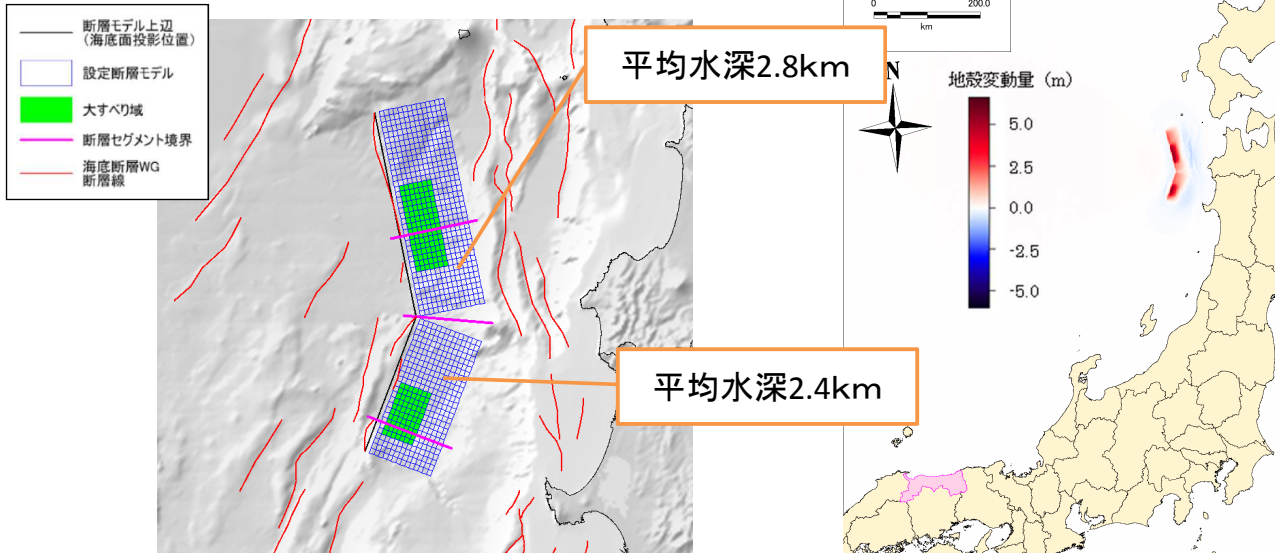 断層モデル上辺
(海底面投影位置)
設定断層モデル
大すべり域
断層セグメント境界
海底断層WG
断層線
平均水深2.8km
平均水深2.4km
0 200.0
km
N
地殻変動量 (m)
5.0
2.5
0.0
-2.5
-5.0